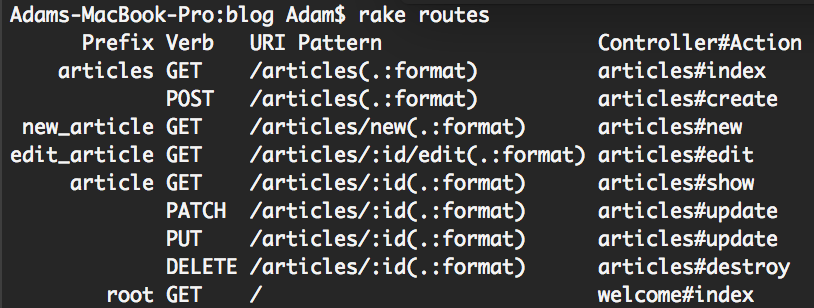 Adams-MacBook-Pro:blog Adam$ rake routes
Prefix Verb URI Pattern Controller#Action
articles GET /articles(.:format) articles#index
POST /articles(.:format) articles#create
new_article GET /articles/new(.:format) articles#new
edit_article GET /articles/:id/edit(.:format) articles#edit
article GET /articles/:id(.:format) articles#show
PATCH /articles/:id(.:format) articles#update
PUT /articles/:id(.:format) articles#update
DELETE /articles/:id(.:format) articles#destroy
root GET / welcome#index